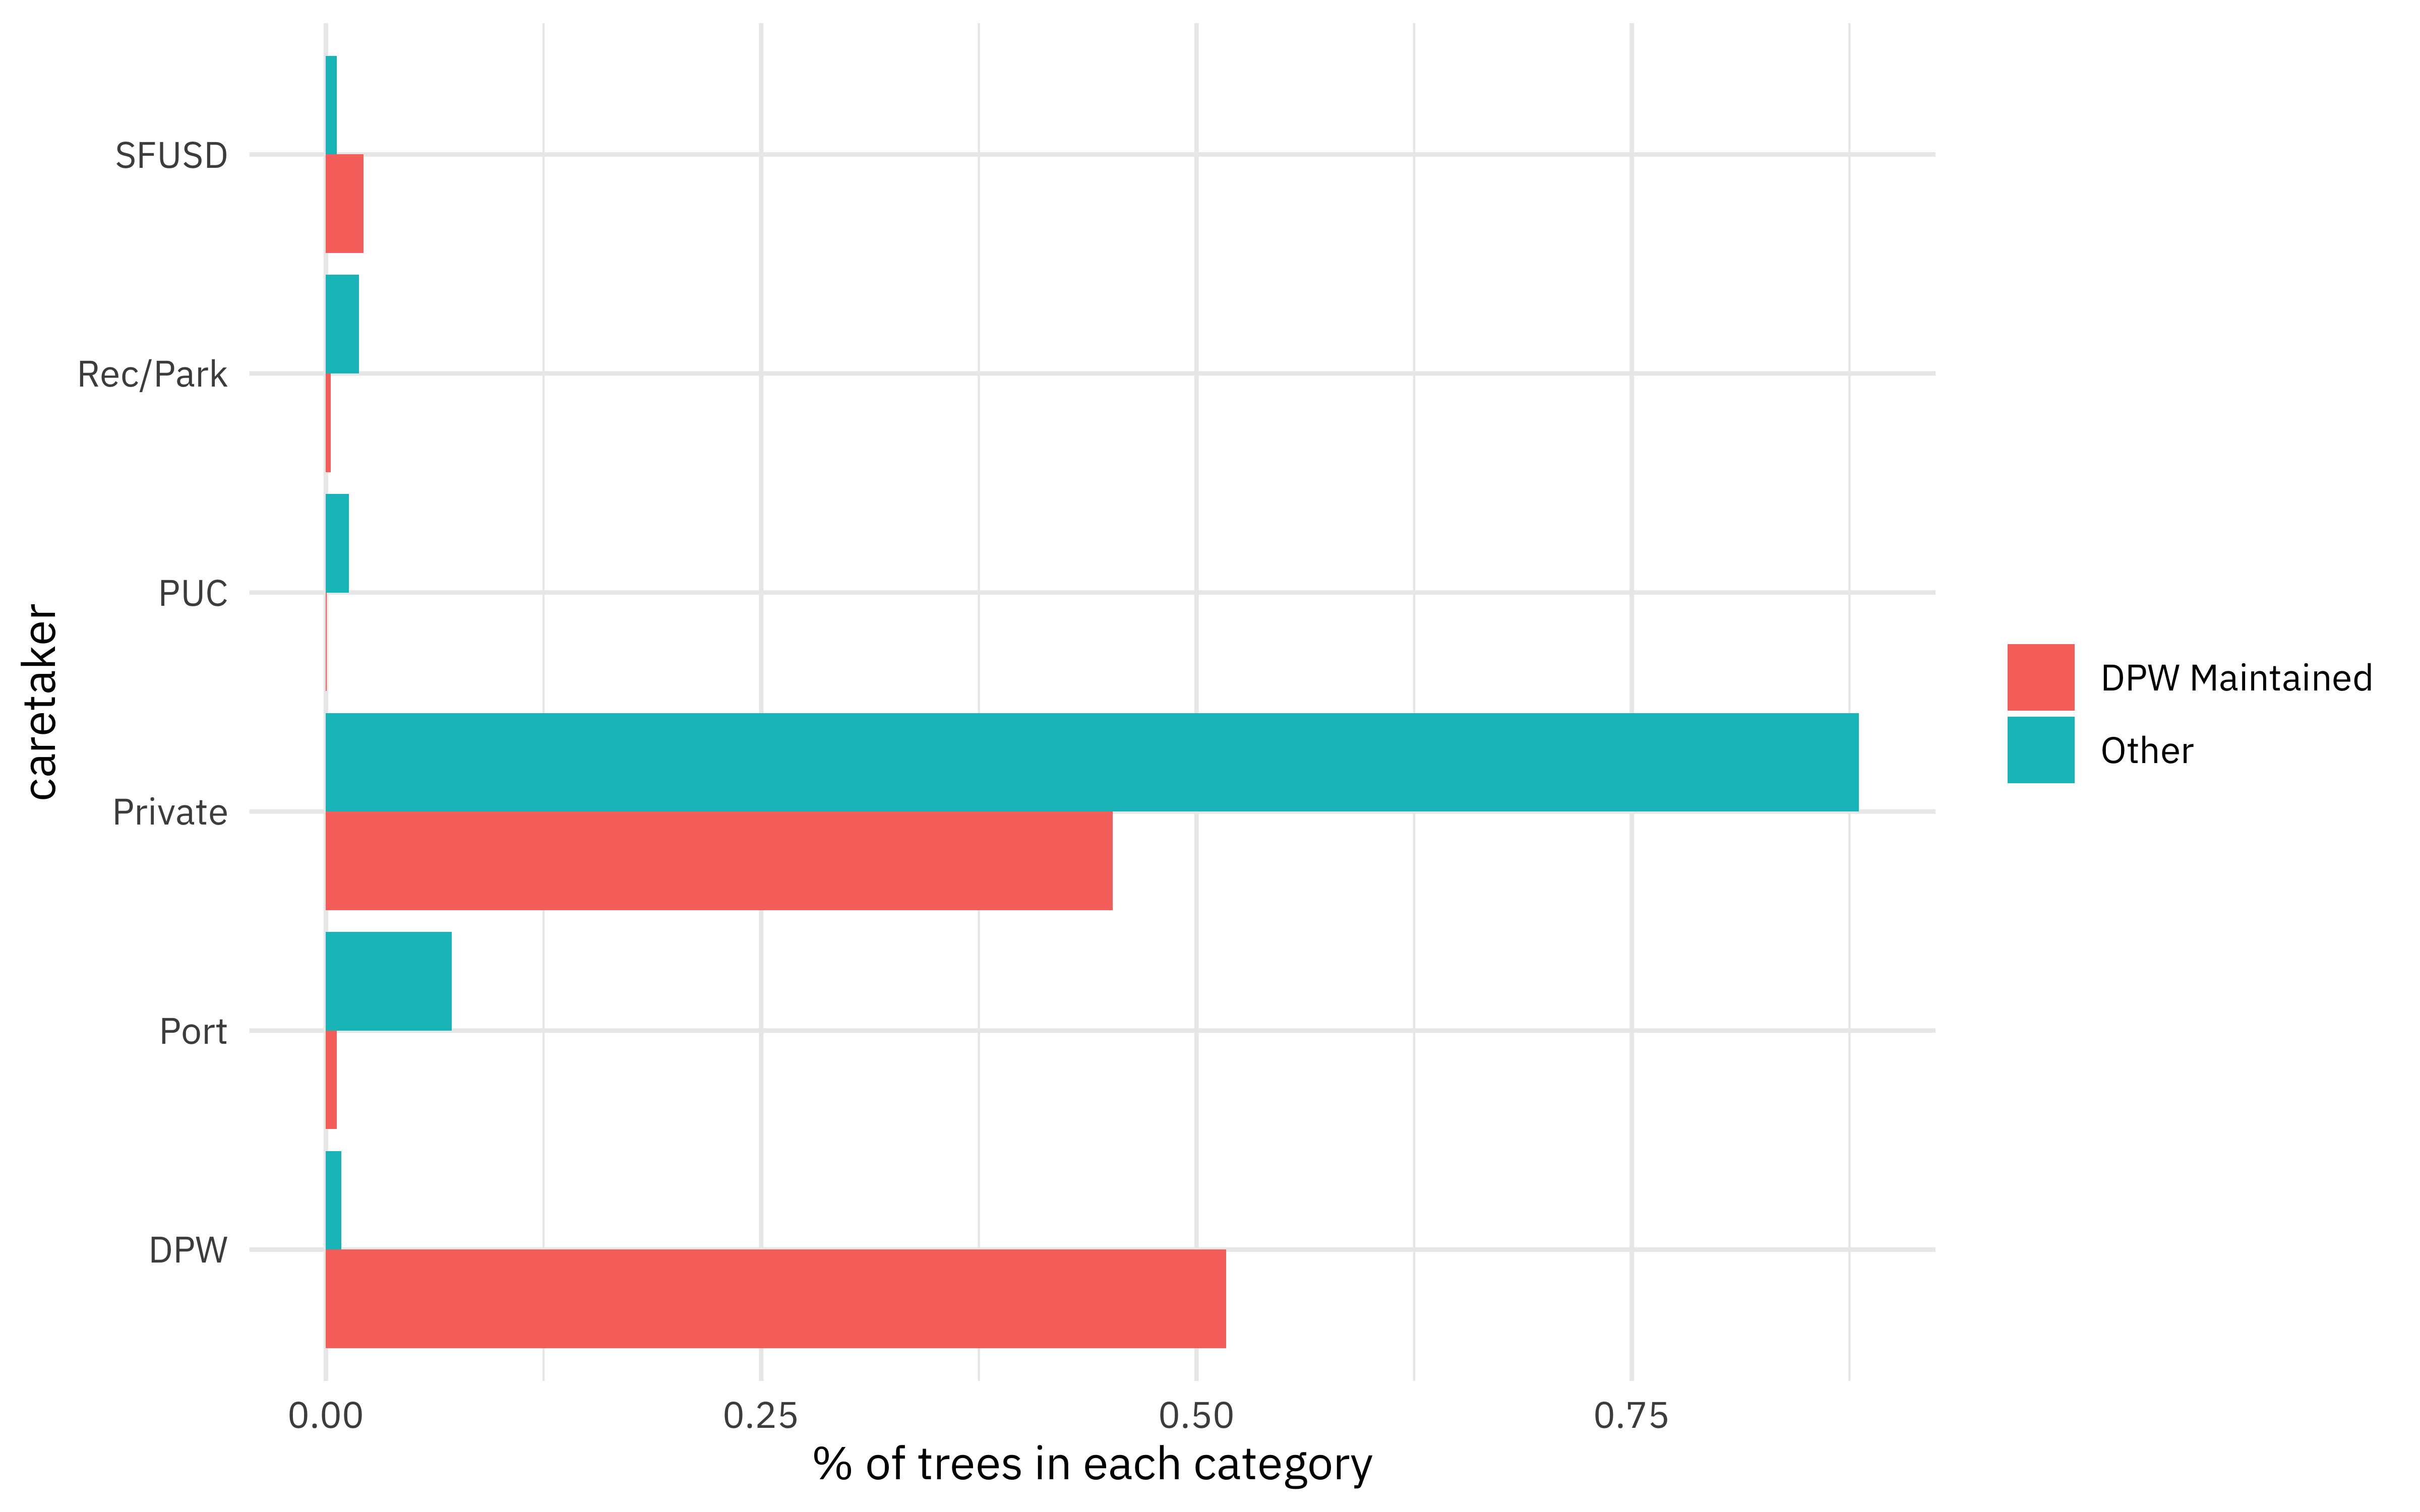 SFUSD
Rec/Park
PUC
Private
Port
DPW
caretaker
0.00 0.25 0.50 0.75
% of trees in each category
DPW Maintained
Other